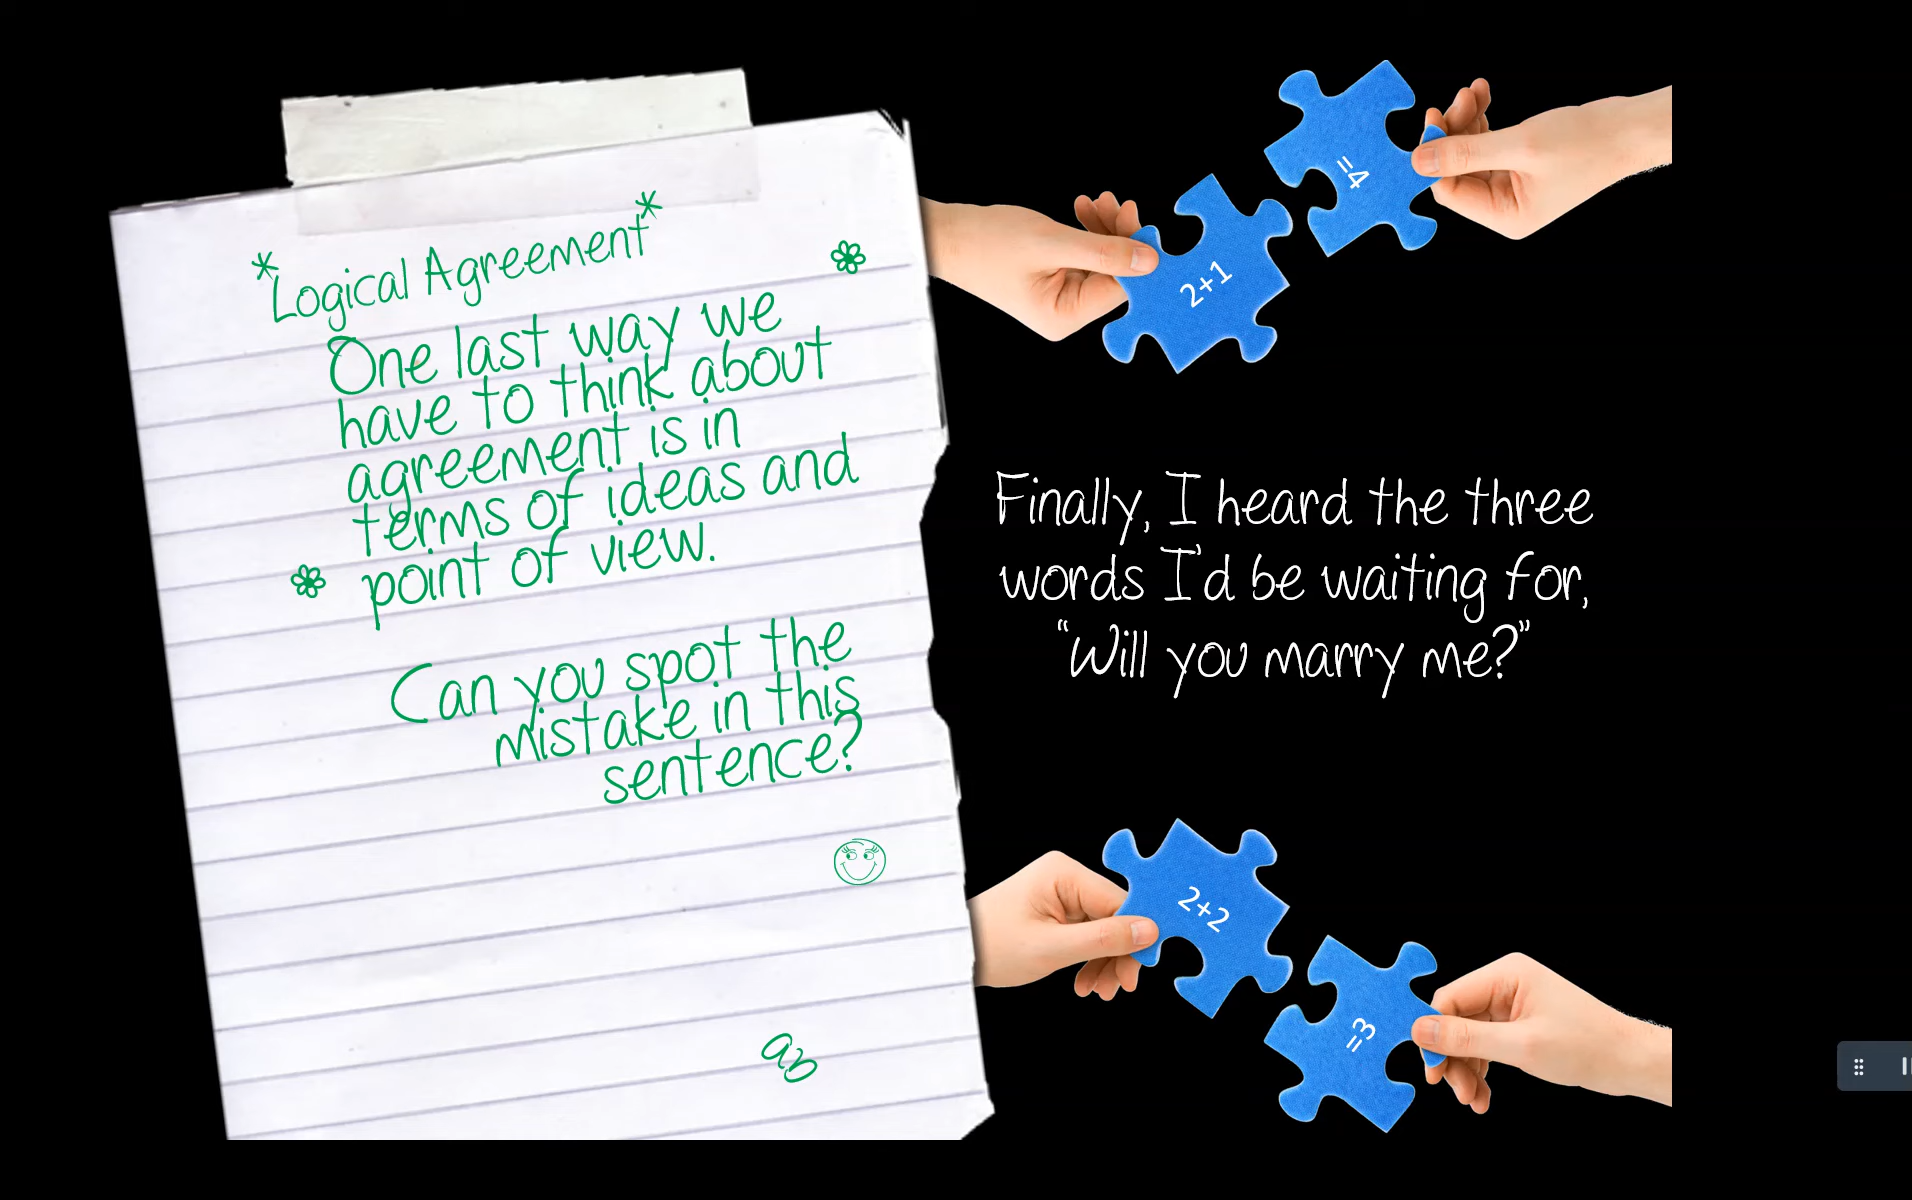 *Logical Agreement*
One last way we
have to think about
agreement is in
terms of ideas and
point of view.
Can you spot the
mistake in this
sentence?
2+1
=4
Finally, I heard the three
words I'd be waiting for,
“Will you marry me?”
2+2
=3